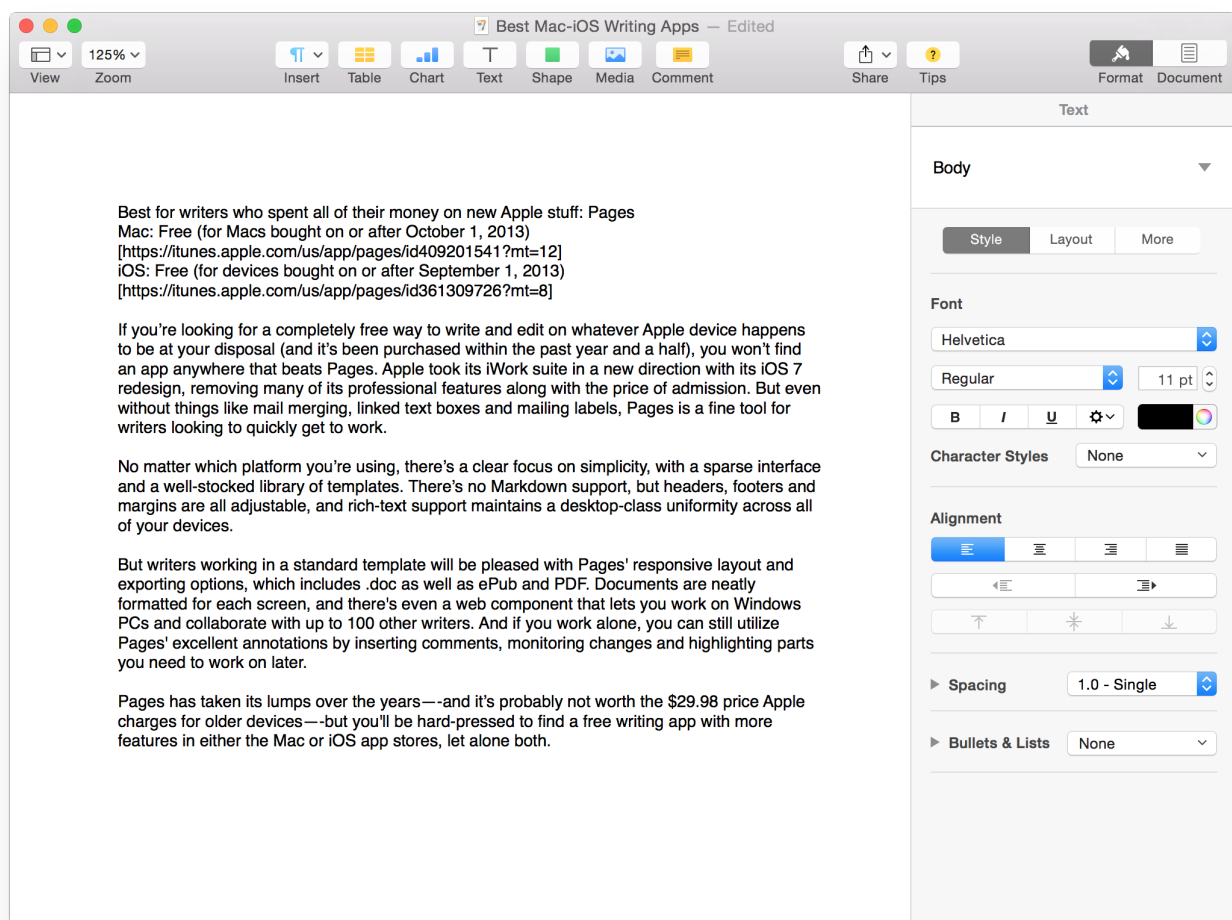 Best Mac-iOS Writing Apps — Edited
125%
View
Zoom
Insert
Table
Chart
Text
Shape
Media
Comment
Share
Tips
Format
Document
Text
Body
Style
Layout
More
Font
Helvetica
Regular
11 pt
B
I
U
Character Styles
None
Alignment
Spacing
1.0 - Single
Bullets & Lists
None
Best for writers who spent all of their money on new Apple stuff: Pages
Mac: Free (for Macs bought on or after October 1, 2013)
[https://itunes.apple.com/us/app/pages/id409201541?mt=12]
iOS: Free (for devices bought on or after September 1, 2013)
[https://itunes.apple.com/us/app/pages/id361309726?mt=8]
If you’re looking for a completely free way to write and edit on whatever Apple device happens
to be at your disposal (and it’s been purchased within the past year and a half), you won’t find
an app anywhere that beats Pages. Apple took its iWork suite in a new direction with its iOS 7
redesign, removing many of its professional features along with the price of admission. But even
without things like mail merging, linked text boxes and mailing labels, Pages is a fine tool for
writers looking to quickly get to work.
No matter which platform you’re using, there’s a clear focus on simplicity, with a sparse interface
and a well-stocked library of templates. There’s no Markdown support, but headers, footers and
margins are all adjustable, and rich-text support maintains a desktop-class uniformity across all
of your devices.
But writers working in a standard template will be pleased with Pages' responsive layout and
exporting options, which includes .doc as well as ePub and PDF. Documents are neatly
formatted for each screen, and there's even a web component that lets you work on Windows
PCs and collaborate with up to 100 other writers. And if you work alone, you can still utilize
Pages' excellent annotations by inserting comments, monitoring changes and highlighting parts
you need to work on later.
Pages has taken its lumps over the years—-and it’s probably not worth the $29.98 price Apple
charges for older devices—-but you'll be hard-pressed to find a free writing app with more
features in either the Mac or iOS app stores, let alone both.